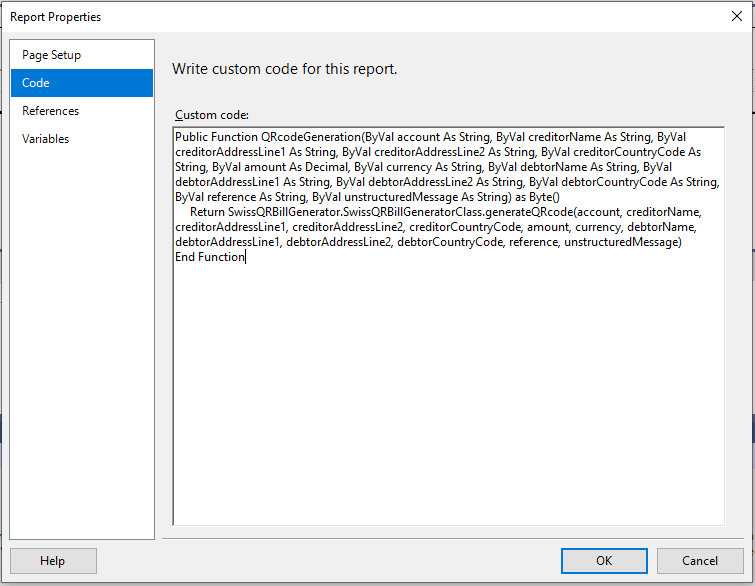 Report Properties
Page Setup
Code
References
Variables
Write custom code for this report.
Custom code:
Public Function QRcodeGeneration(ByVal account As String, ByVal creditorName As String, ByVal
creditorAddressLine1 As String, ByVal creditorAddressLine2 As String, ByVal creditorCountryCode As
String, ByVal amount As Decimal, ByVal currency As String, ByVal debtorName As String, ByVal
debtorAddressLine1 As String, ByVal debtorAddressLine2 As String, ByVal debtorCountryCode As String,
ByVal reference As String, ByVal unstructuredMessage As String) as Byte()
Return SwissQRBillGenerator.SwissQRBillGeneratorClass.generateQRcode(account, creditorName,
creditorAddressLine1, creditorAddressLine2, creditorCountryCode, amount, currency, debtorName,
debtorAddressLine1, debtorAddressLine2, debtorCountryCode, reference, unstructuredMessage)
End Function
Help
OK
Cancel